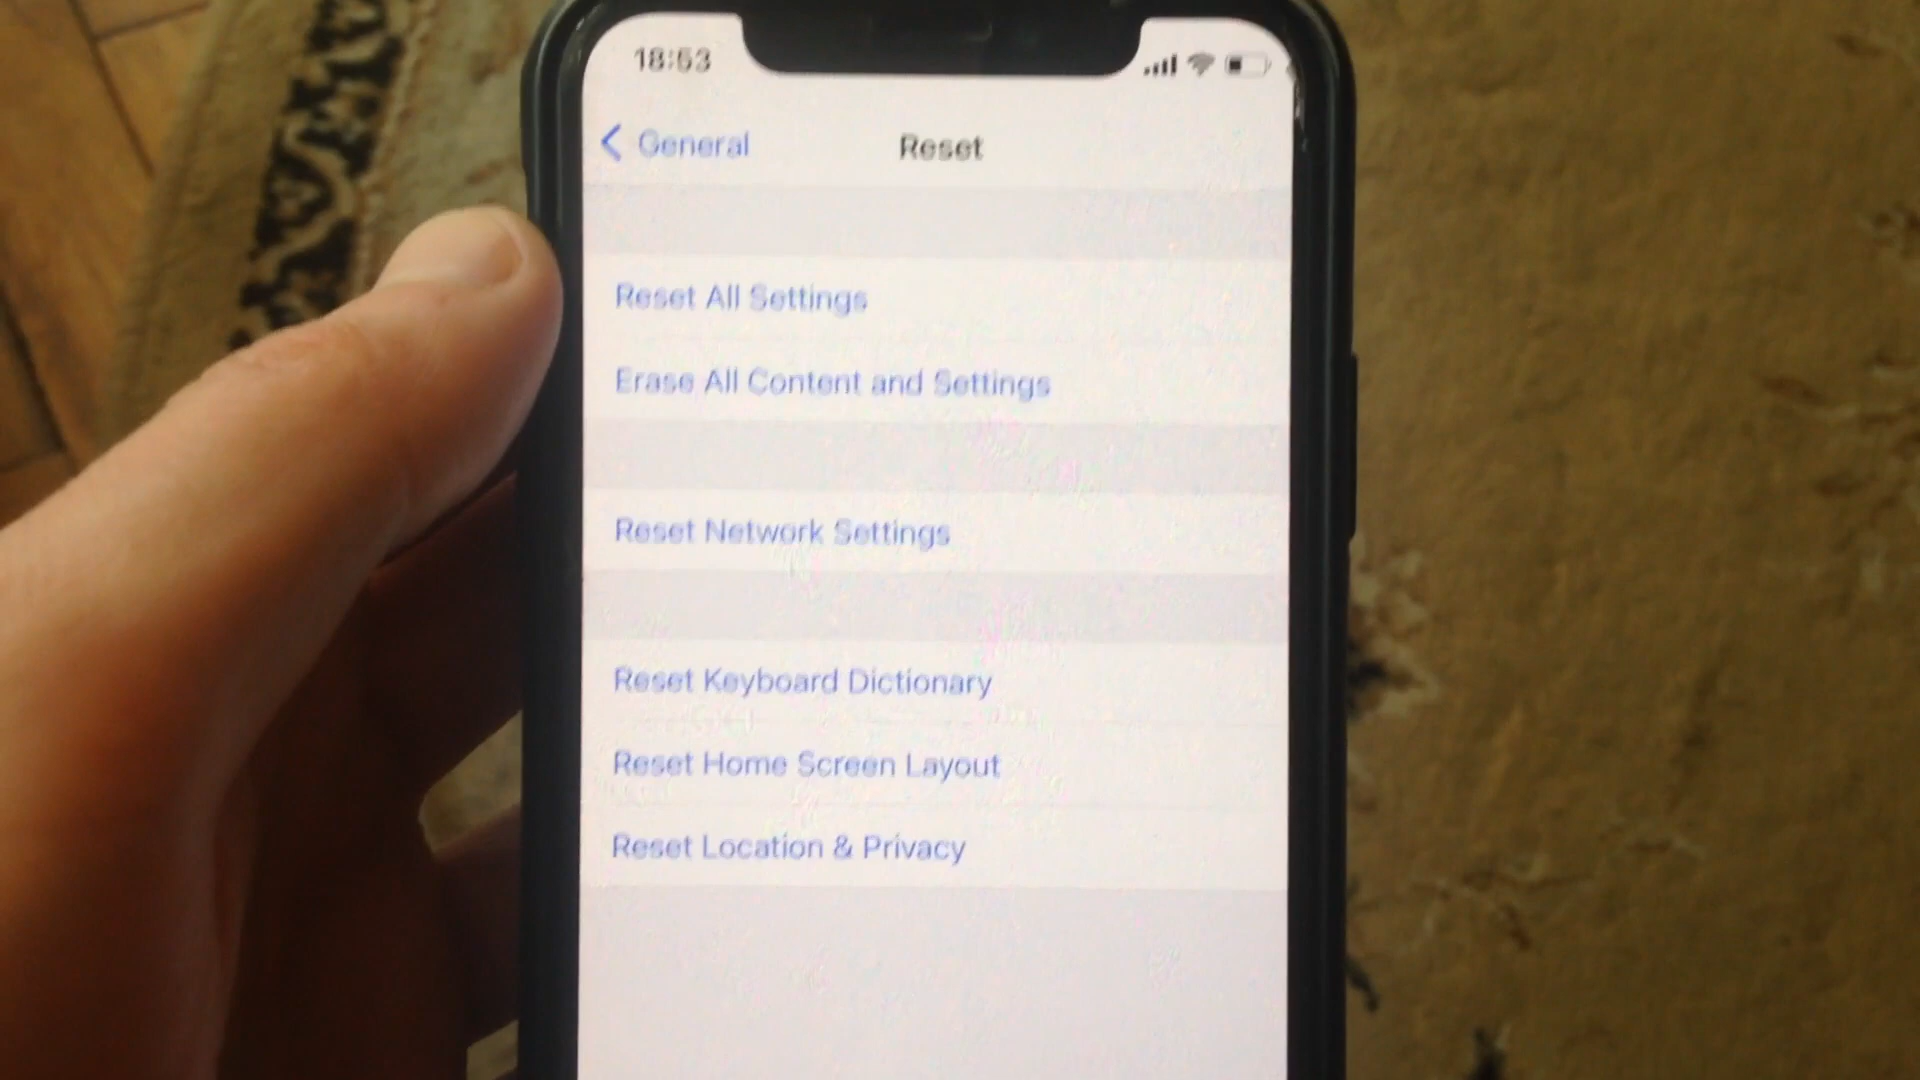 18:53
General
Reset
Reset All Settings
Erase All Content and Settings
Reset Network Settings
Reset Keyboard Dictionary
Reset Home Screen Layout
Reset Location & Privacy